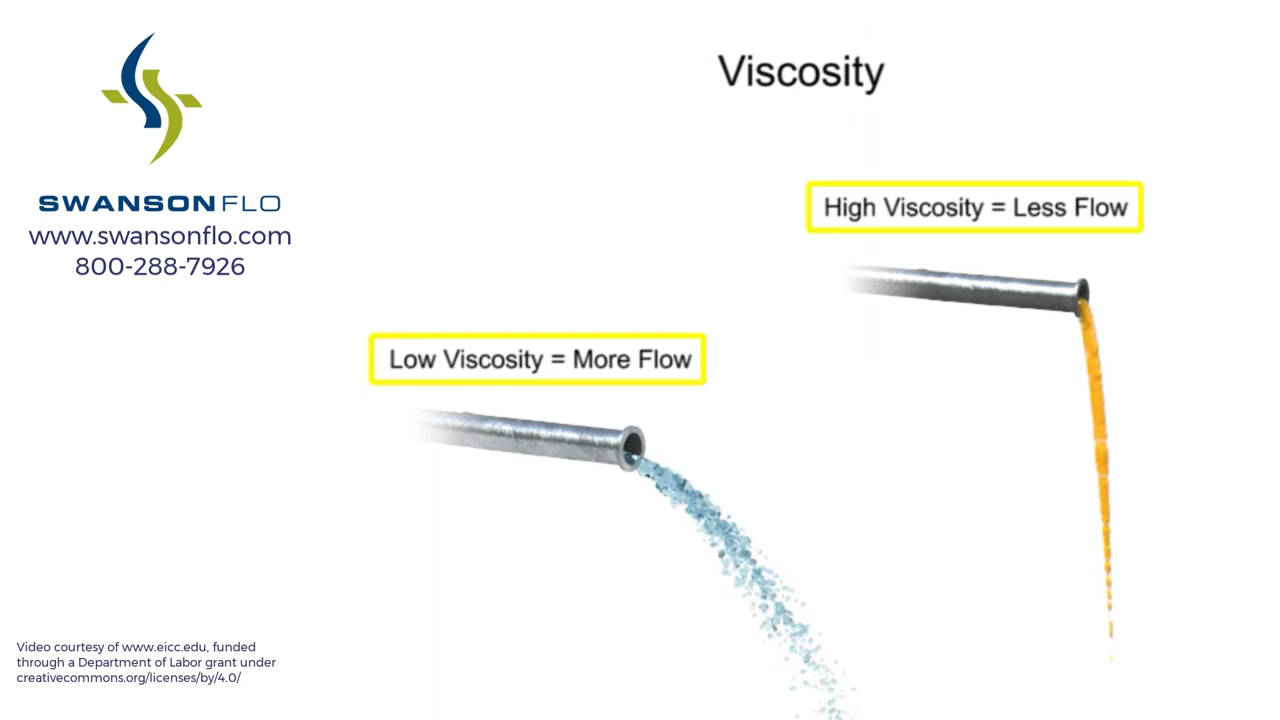 SWANSONFLO
www.swansonflo.com
800-288-7926
Viscosity
High Viscosity = Less Flow
Low Viscosity = More Flow
Video courtesy of www.eicc.edu, funded
through a Department of Labor grant under
creativecommons.org/licenses/by/4.0/